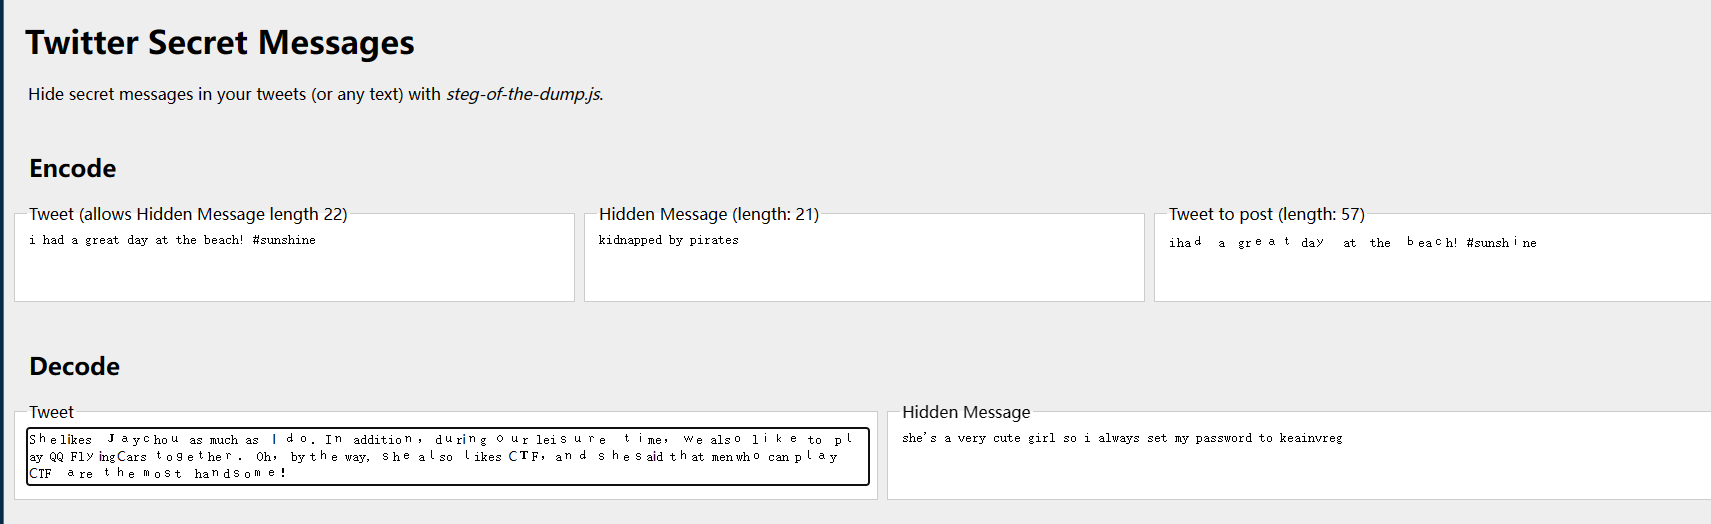 Twitter Secret Messages
Hide secret messages in your tweets (or any text) with steg-of-the-dump.js.
Encode
Tweet (allows Hidden Message length 22)
i had a great day at the beach! #sunshine
Hidden Message (length: 21)
kidnapped by pirates
Tweet to post (length: 57)
ihad a great day at the beach! #sunshine
Decode
Tweet
Shelikes Jaychou as much as I do. In addition, during our leisure time, we also like to pl
ay QQ FlyingCars together. Oh, by the way, she also likes CTF, and she said that men who can play
CTF are the most handsome!
Hidden Message
she's a very cute girl so i always set my password to keainvreg